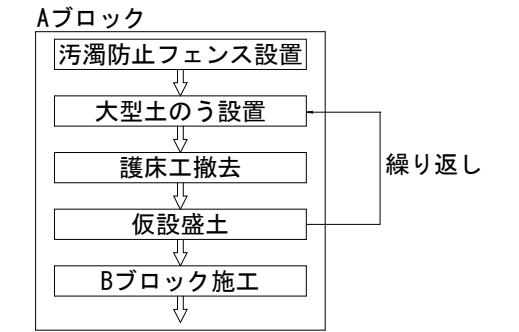 Aブロック
汚濁防止フェンス設置
大型土のう設置
護床工撤去
繰り返し
仮設盛土
Bブロック施工